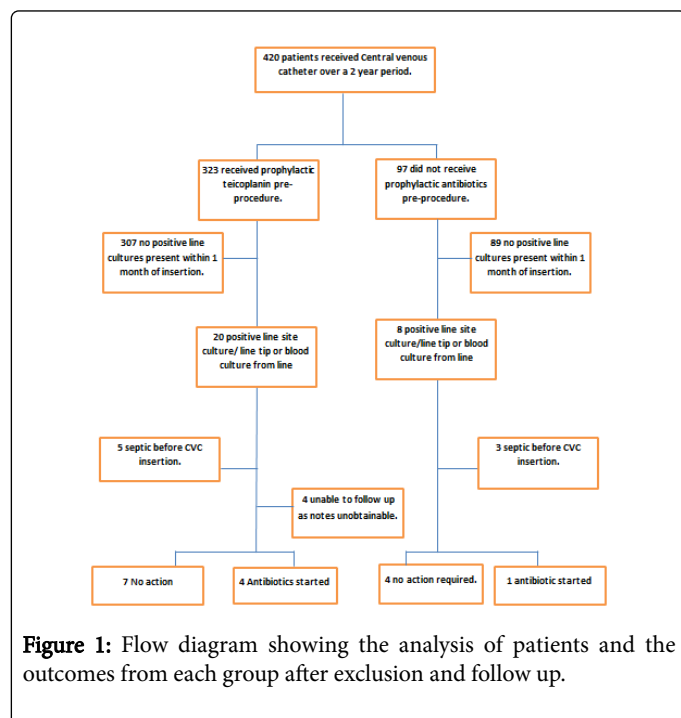 420 patients received Central venous
catheter over a 2 year period.
323 received prophylactic
teicoplanin pre-
procedure.
97 did not receive
prophylactic antibiotics
pre-procedure.
307 no positive line
cultures present within 1
month of insertion.
89 no positive line
cultures present within 1
month of insertion.
20 positive line site
culture/ line tip or blood
culture from line
8 positive line site
culture/line tip or blood
culture from line
5 septic before CVC
insertion.
3 septic before CVC
insertion.
4 unable to follow up
as notes unobtainable.
7 No action
4 Antibiotics started
4 no action required.
1 antibiotic started
Figure 1: Flow diagram showing the analysis of patients and the
outcomes from each group after exclusion and follow up.